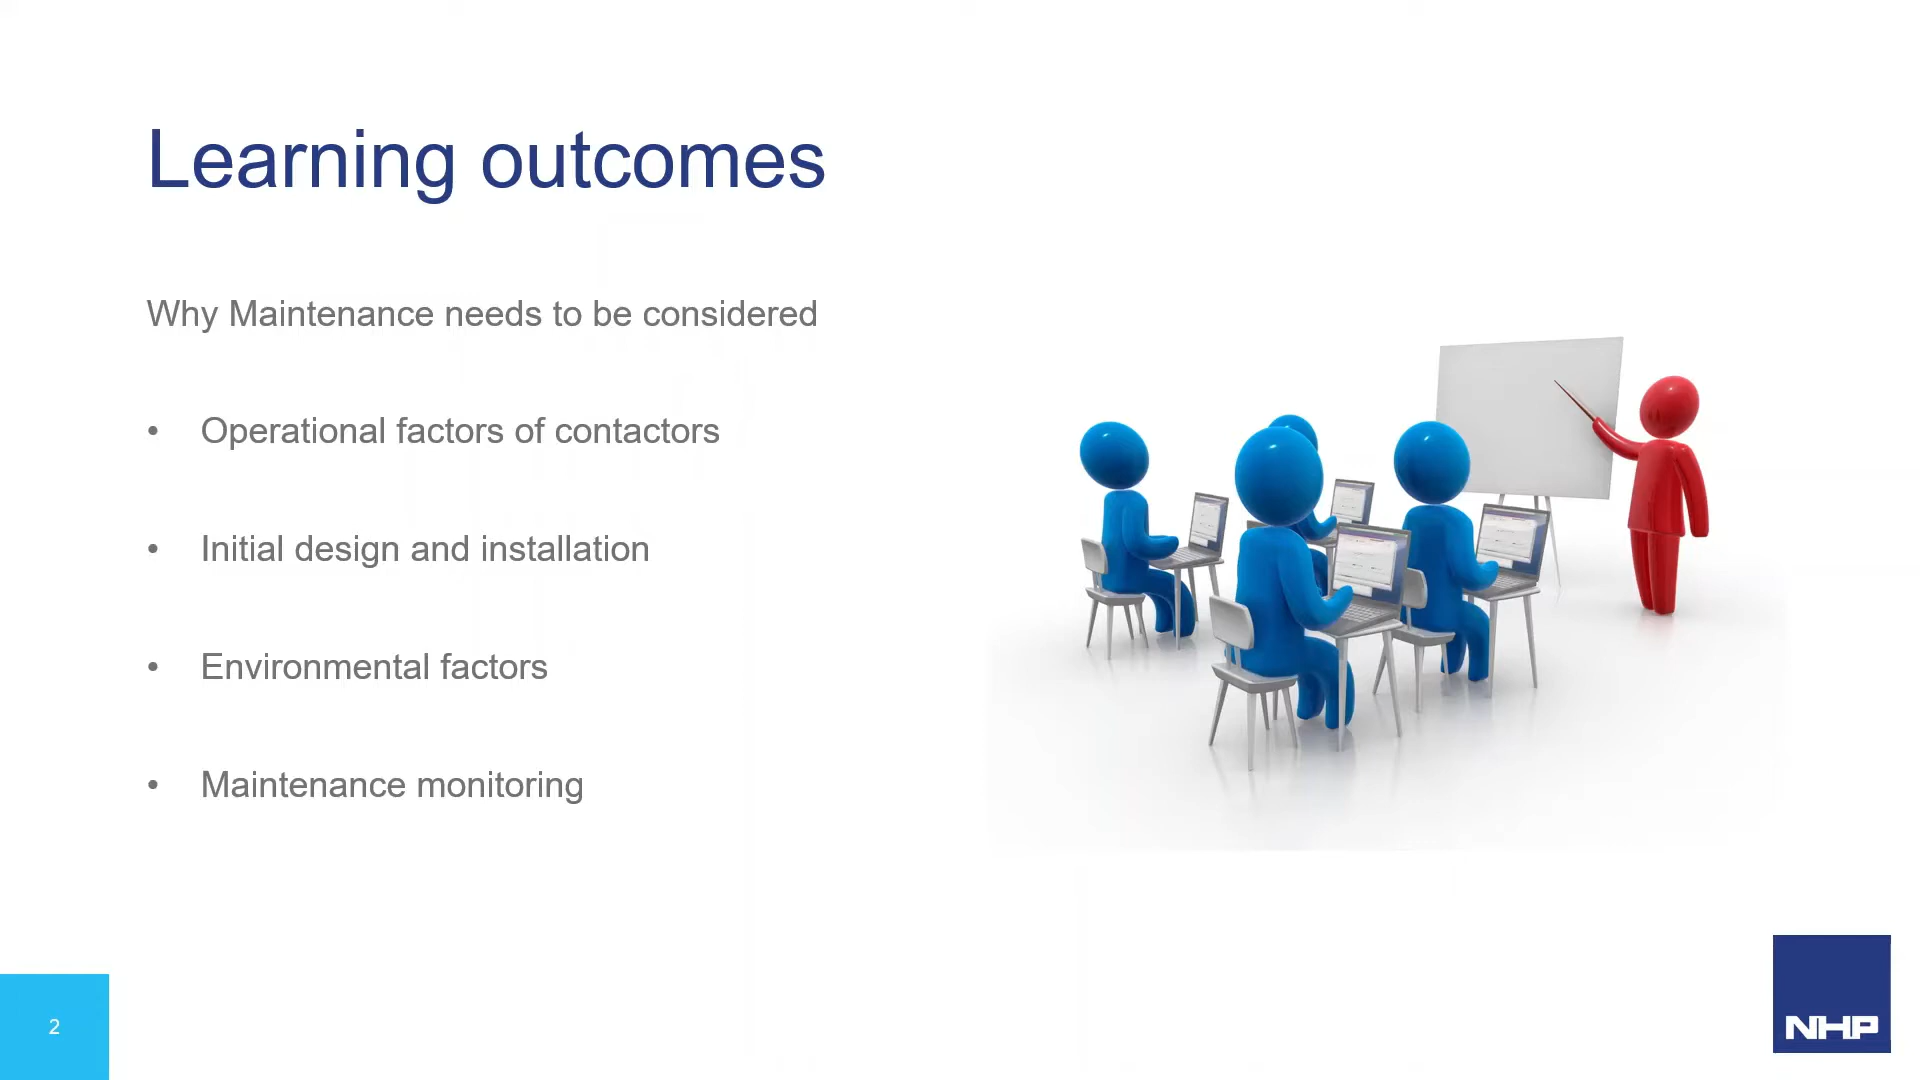 Learning outcomes
Why Maintenance needs to be considered
• Operational factors of contactors
• Initial design and installation
• Environmental factors
• Maintenance monitoring
2
NHP